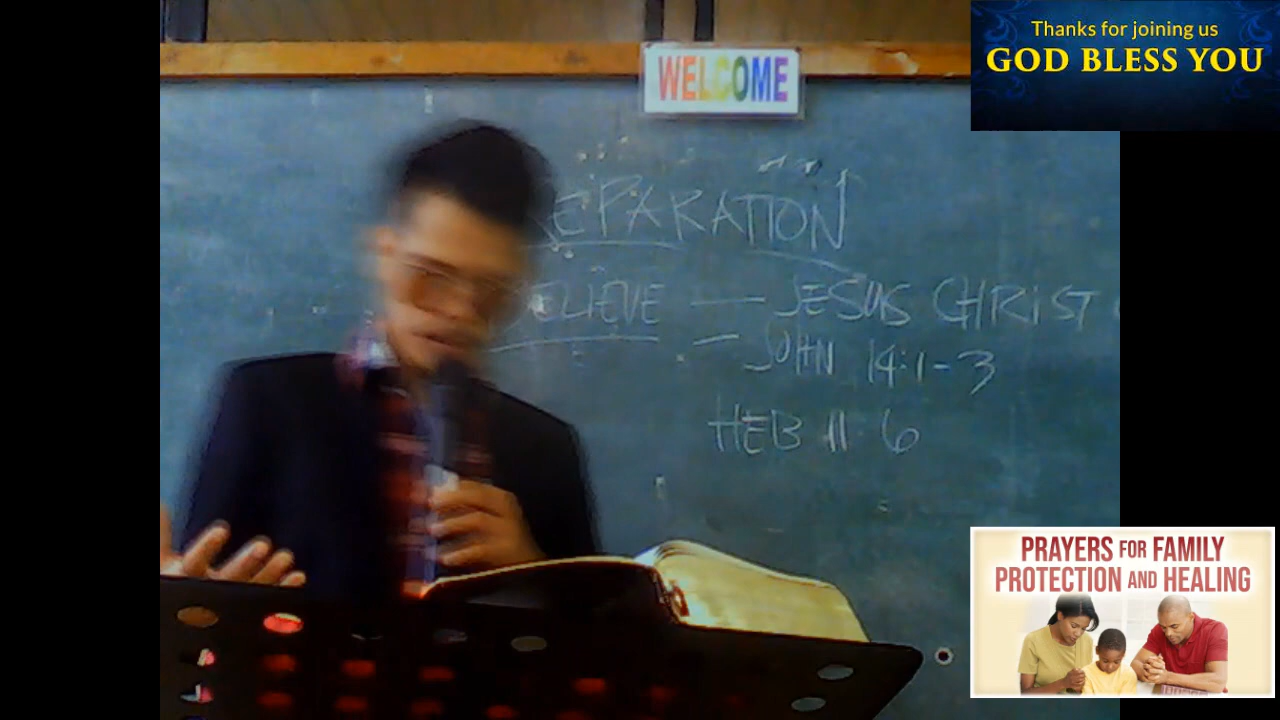 Thanks for joining us
GOD BLESS YOU
WELCOME
EPARATION
ELIEVE — JESUS CHRIST
— JOHN 14:1-3
HEB 11 6
PRAYERS FOR FAMILY
PROTECTION AND HEALING